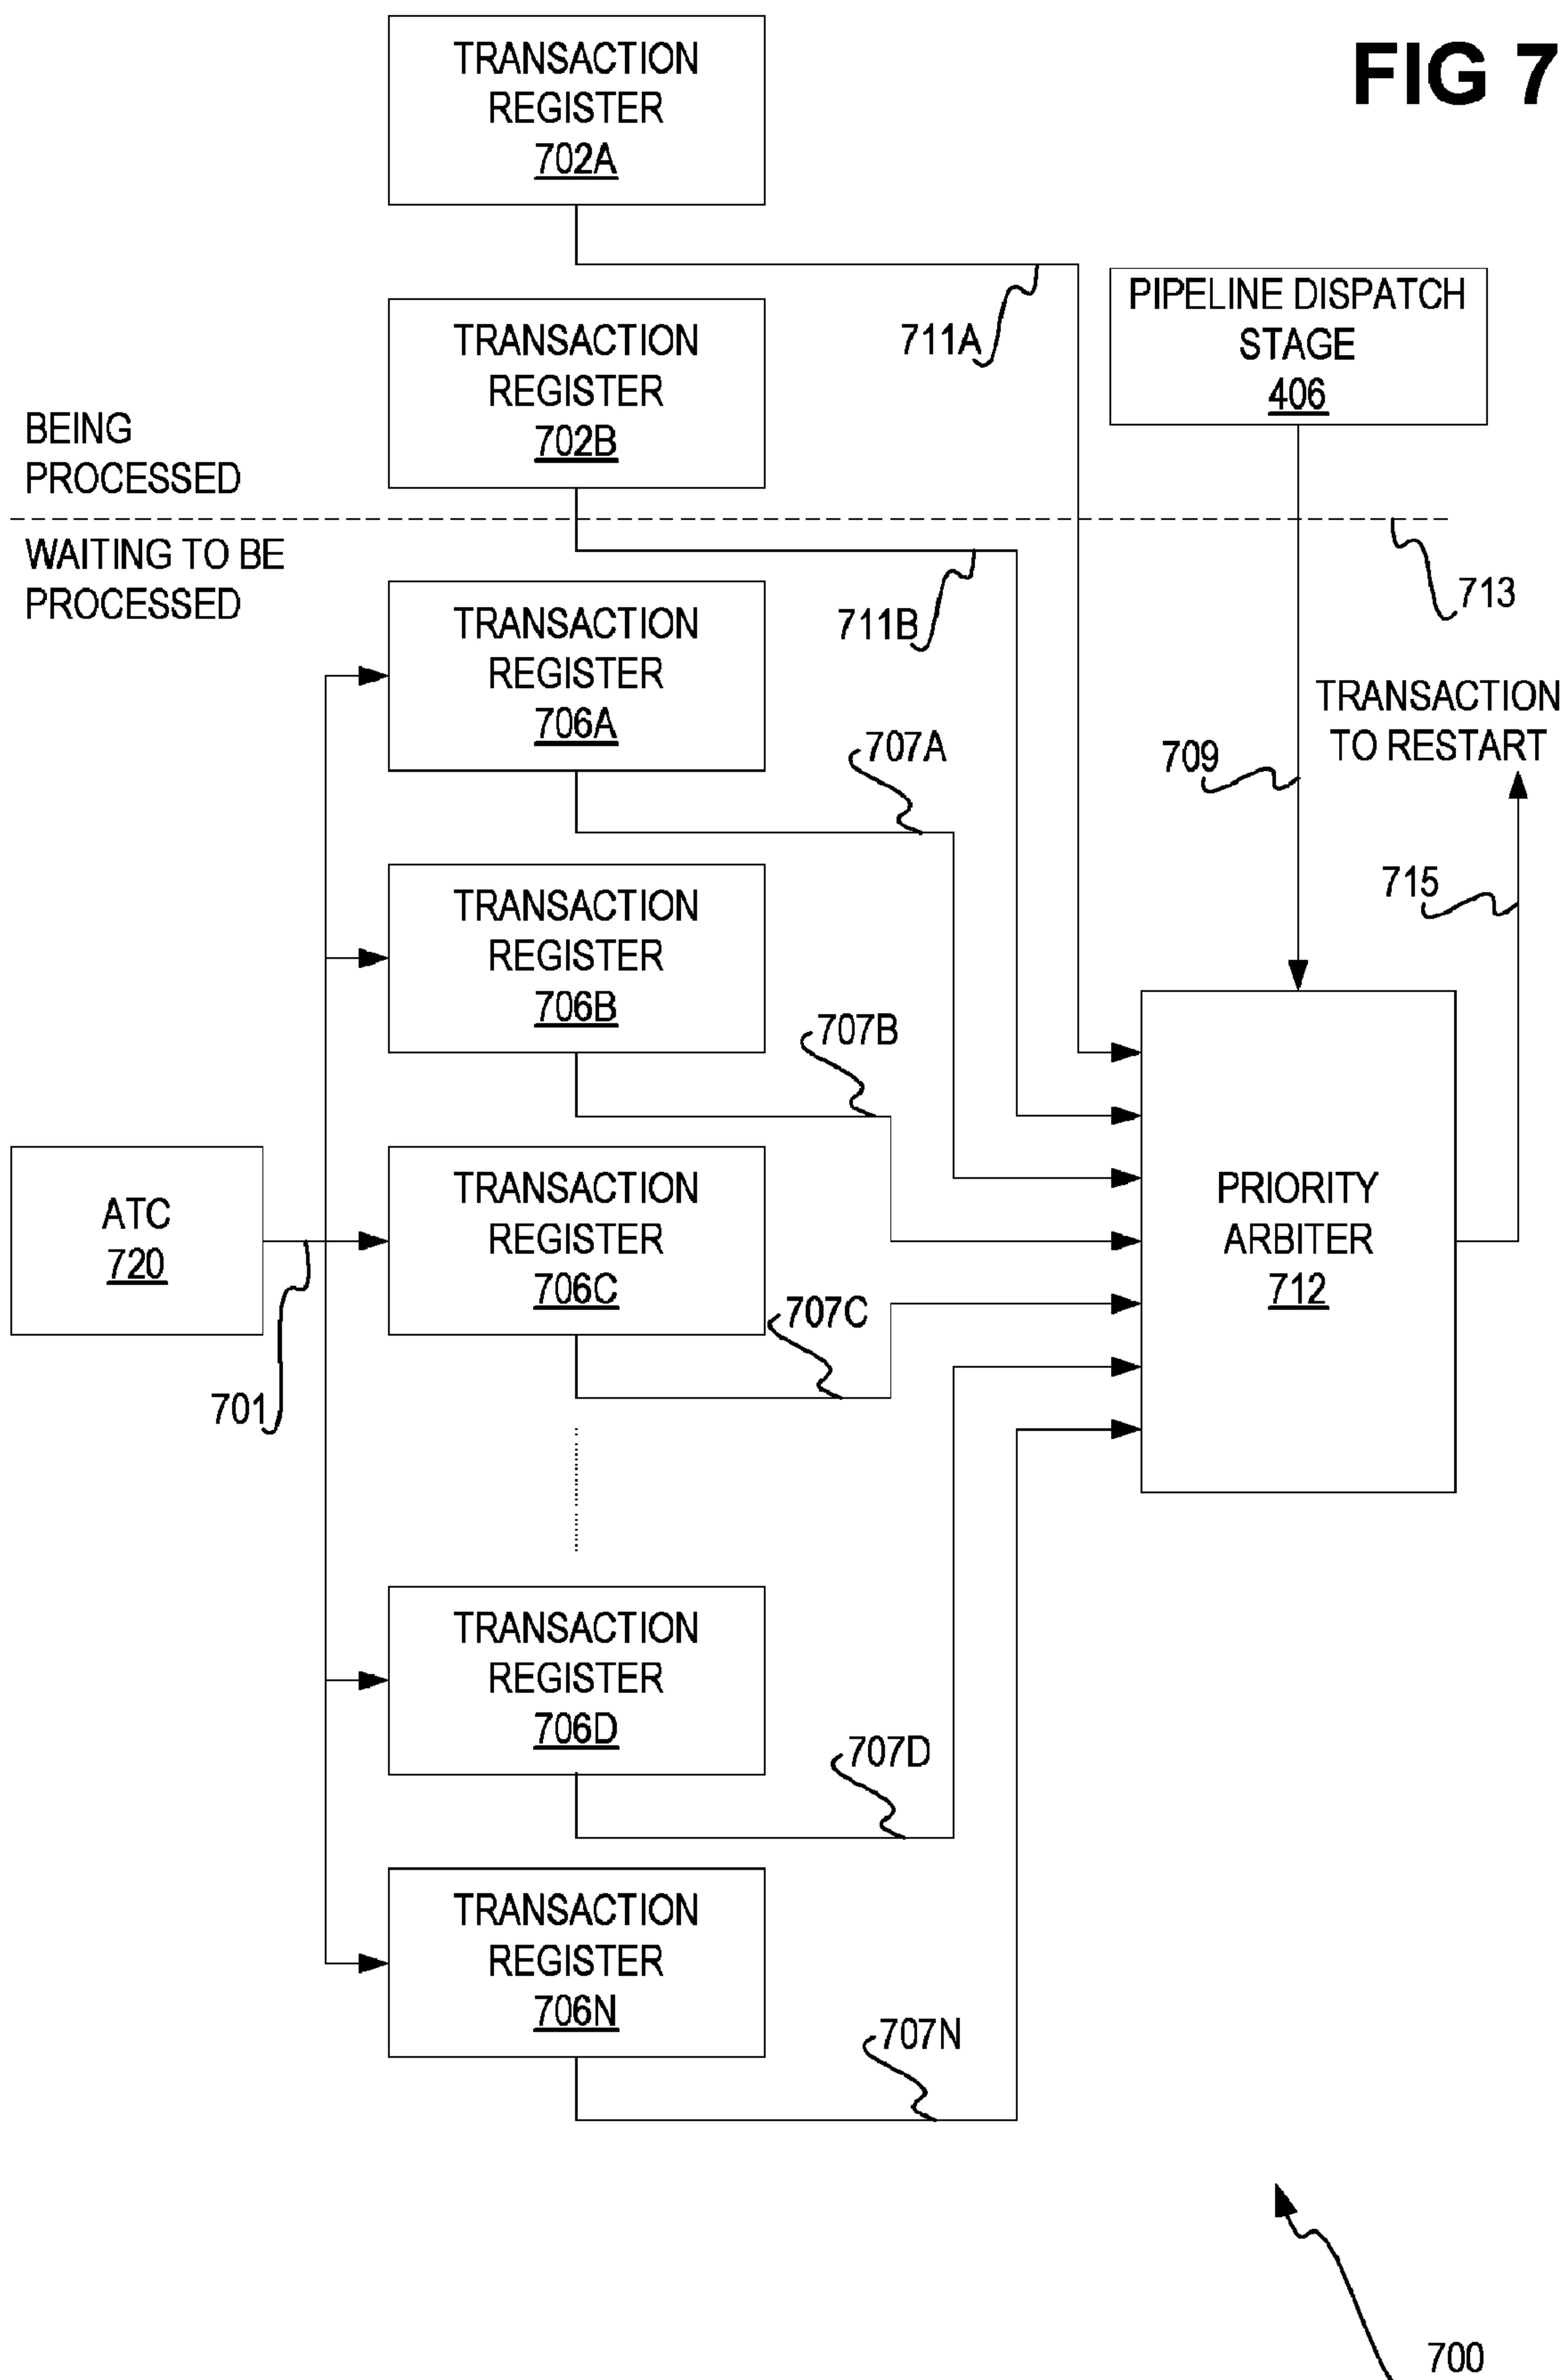 FIG 7
TRANSACTION
REGISTER
702A
711A
PIPELINE DISPATCH
STAGE
406
TRANSACTION
REGISTER
702B
BEING
PROCESSED
WAITING TO BE
PROCESSED
713
711B
TRANSACTION
REGISTER
706A
TRANSACTION
TO RESTART
707A
709
715
TRANSACTION
REGISTER
706B
707B
ATC
720
TRANSACTION
REGISTER
706C
PRIORITY
ARBITER
712
707C
701
TRANSACTION
REGISTER
706D
707D
TRANSACTION
REGISTER
706N
707N
700